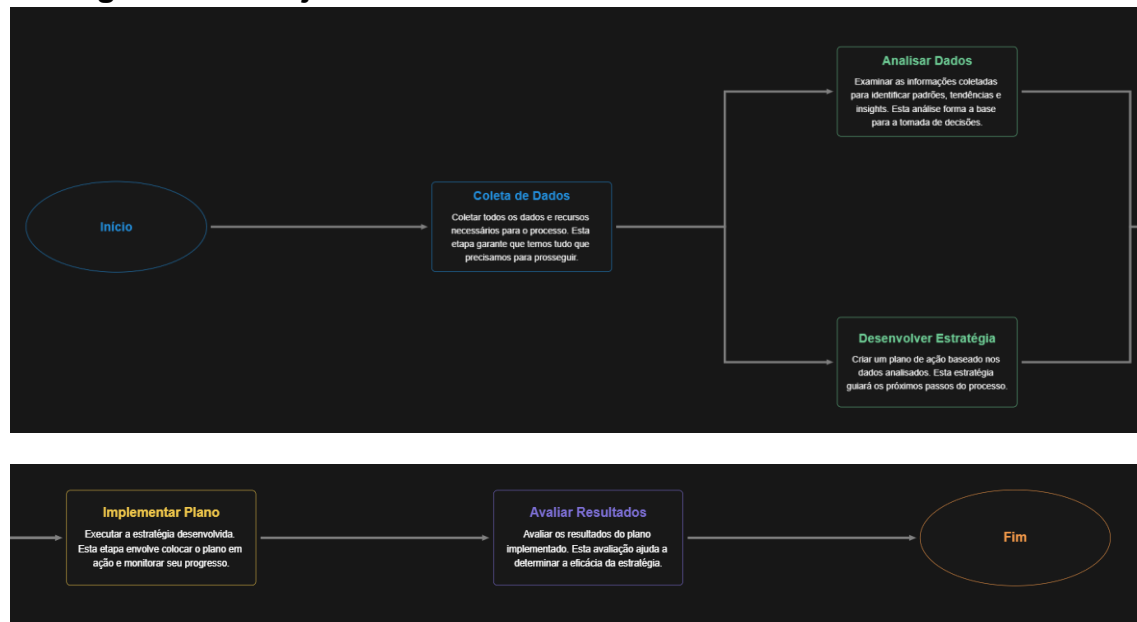 Início
Coleta de Dados
Coletar todos os dados e recursos
necessários para o processo. Esta
etapa garante que temos tudo que
precisamos para prosseguir.
Analisar Dados
Examinar as informações coletadas
para identificar padrões, tendências e
insights. Esta análise forma a base
para a tomada de decisões.
Desenvolver Estratégia
Criar um plano de ação baseado nos
dados analisados. Esta estratégia
guiará os próximos passos do processo.
Implementar Plano
Executar a estratégia desenvolvida.
Esta etapa envolve colocar o plano em
ação e monitorar seu progresso.
Avaliar Resultados
Avaliar os resultados do plano
implementado. Esta avaliação ajuda a
determinar a eficácia da estratégia.
Fim